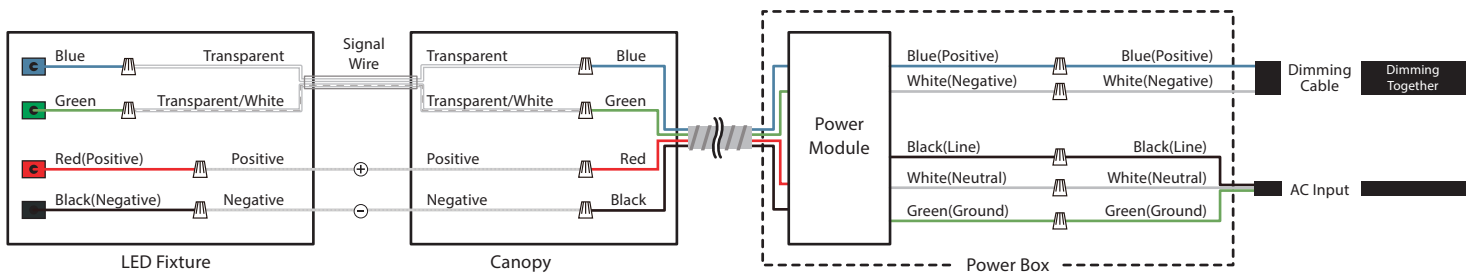 Blue
Transparent
Green
Transparent/White
Red(Positive)
Positive
Black(Negative)
Negative
LED Fixture
Signal
Wire
+
−
Transparent
Blue
Transparent/White
Green
Positive
Red
Negative
Black
Canopy
Power
Module
Blue(Positive)
Blue(Positive)
White(Negative)
White(Negative)
Black(Line)
Black(Line)
White(Neutral)
White(Neutral)
Green(Ground)
Green(Ground)
Power Box
Dimming
Cable
Dimming
Together
AC Input